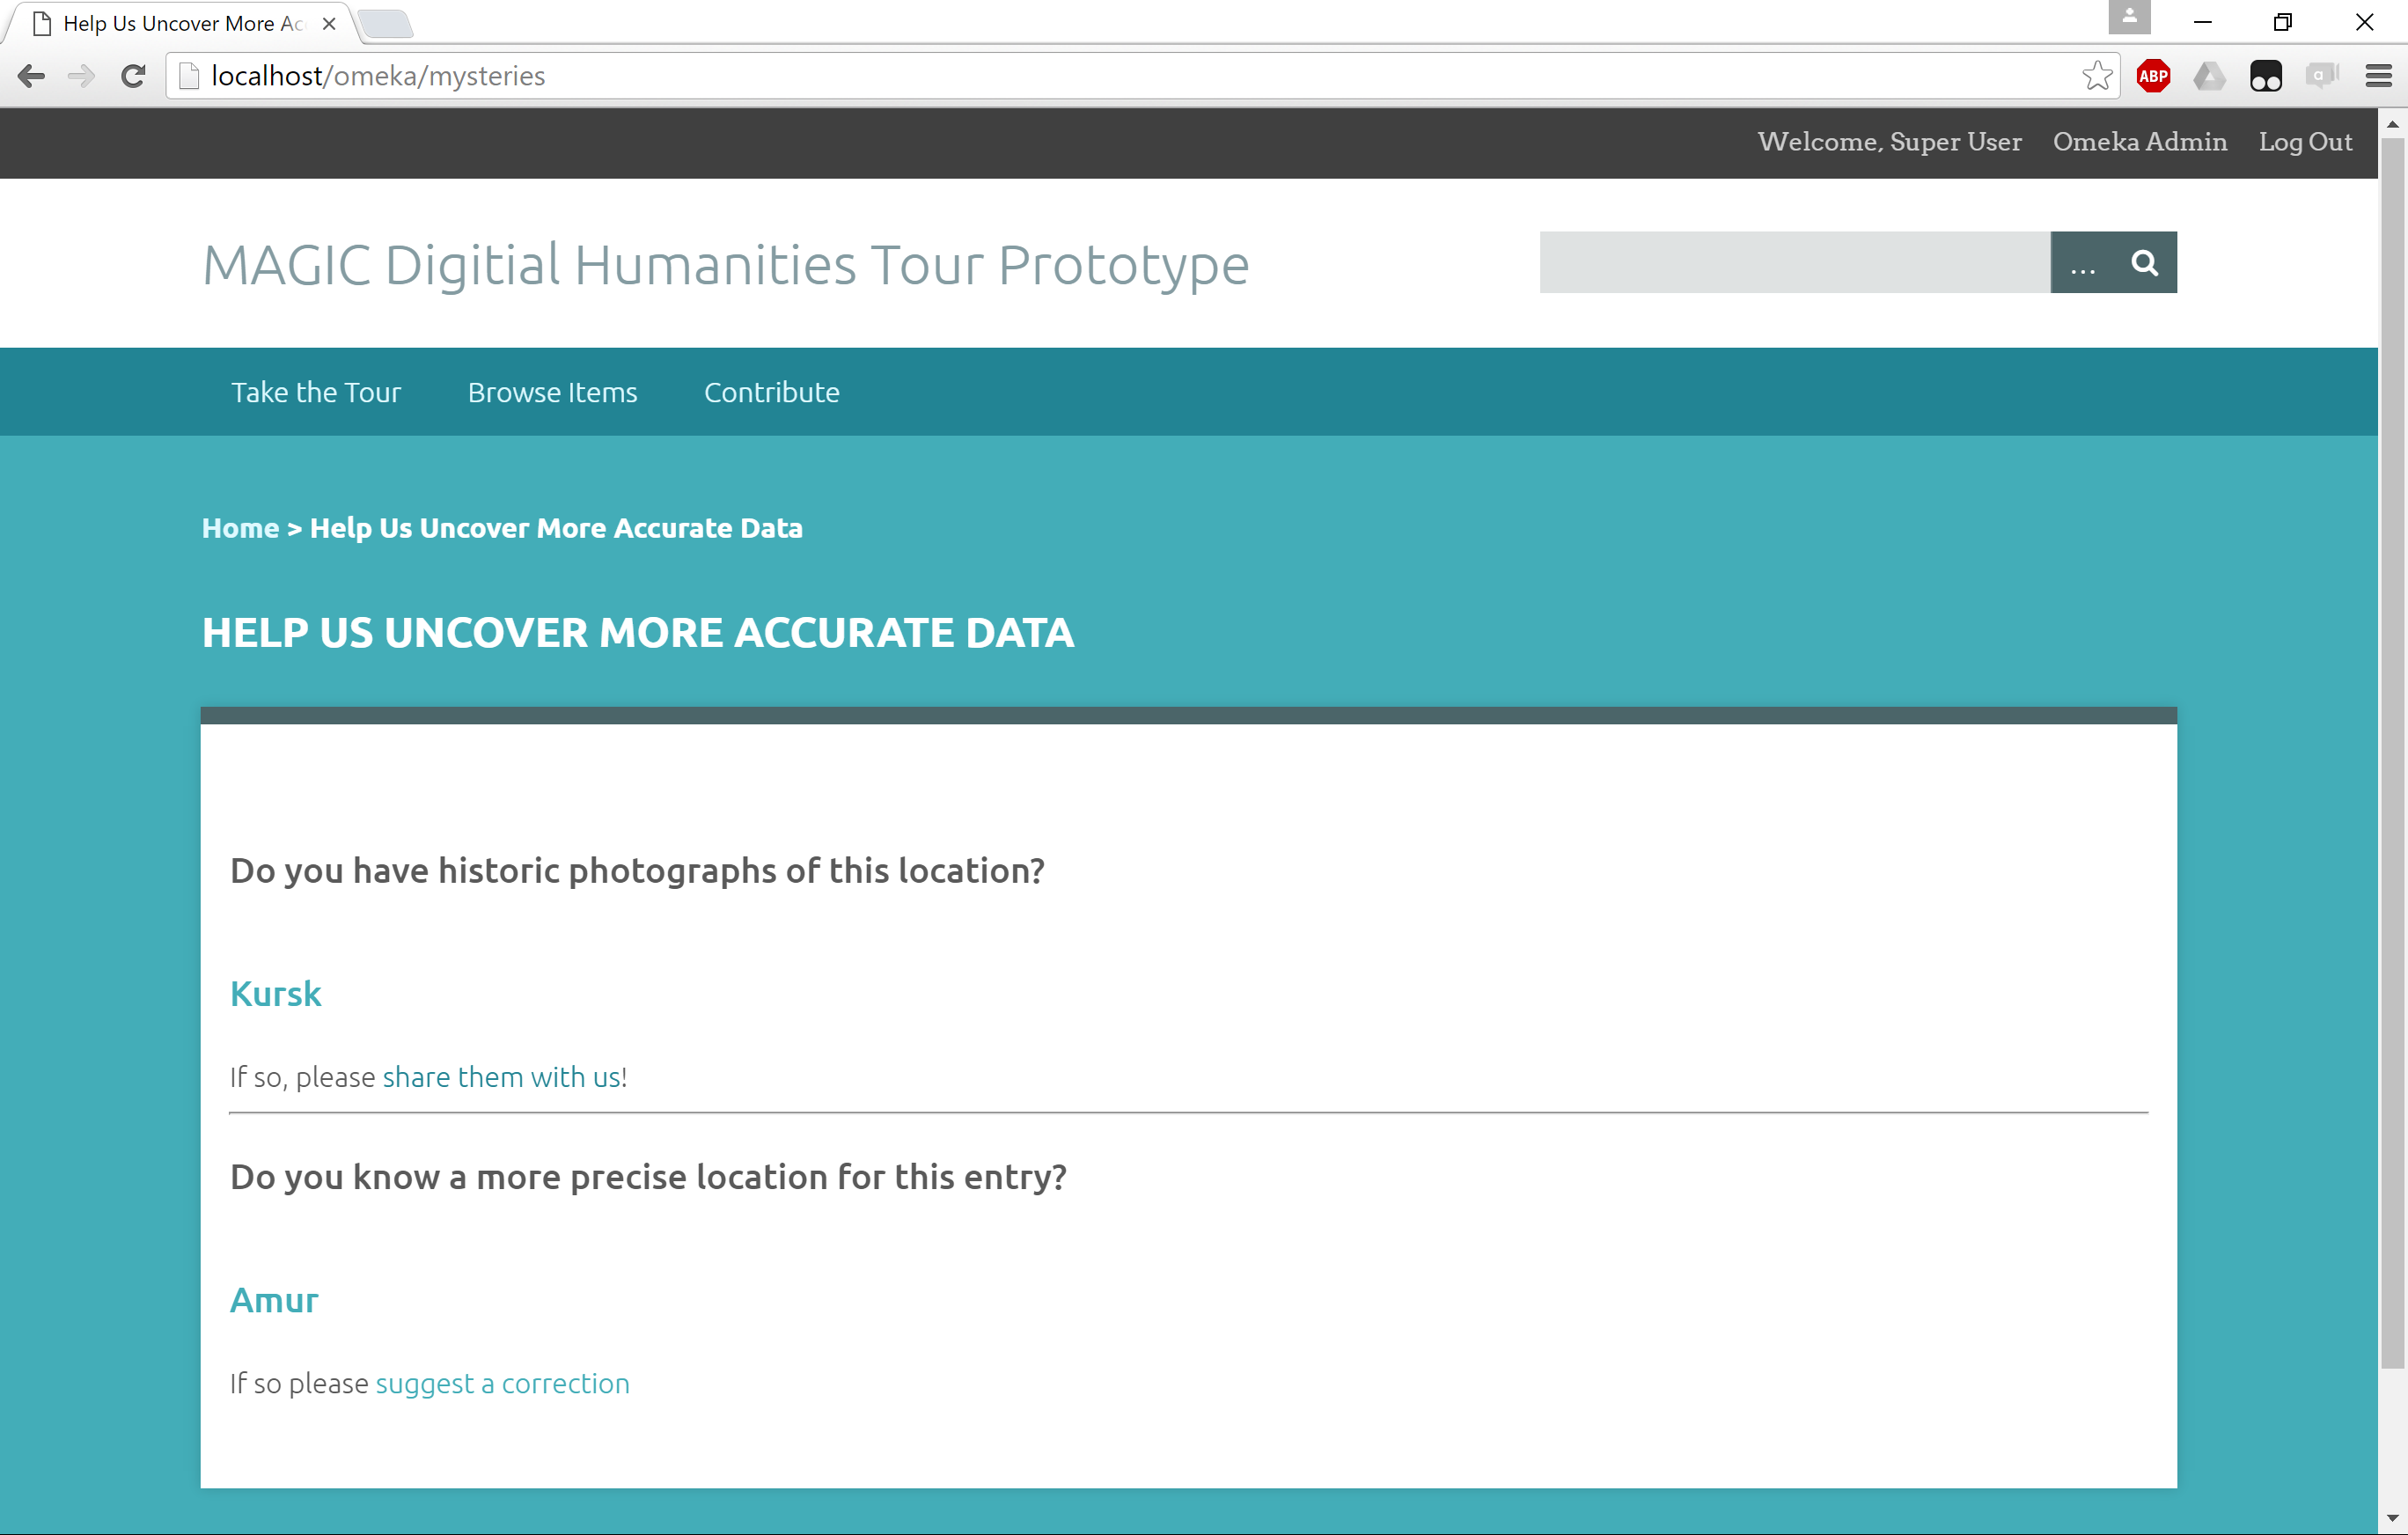 Help Us Uncover More Ac
localhost/omeka/mysteries
ABP
a
Welcome, Super User Omeka Admin Log Out
MAGIC Digitial Humanities Tour Prototype
...
Take the Tour Browse Items Contribute
Home > Help Us Uncover More Accurate Data
HELP US UNCOVER MORE ACCURATE DATA
Do you have historic photographs of this location?
Kursk
If so, please share them with us!
Do you know a more precise location for this entry?
Amur
If so please suggest a correction